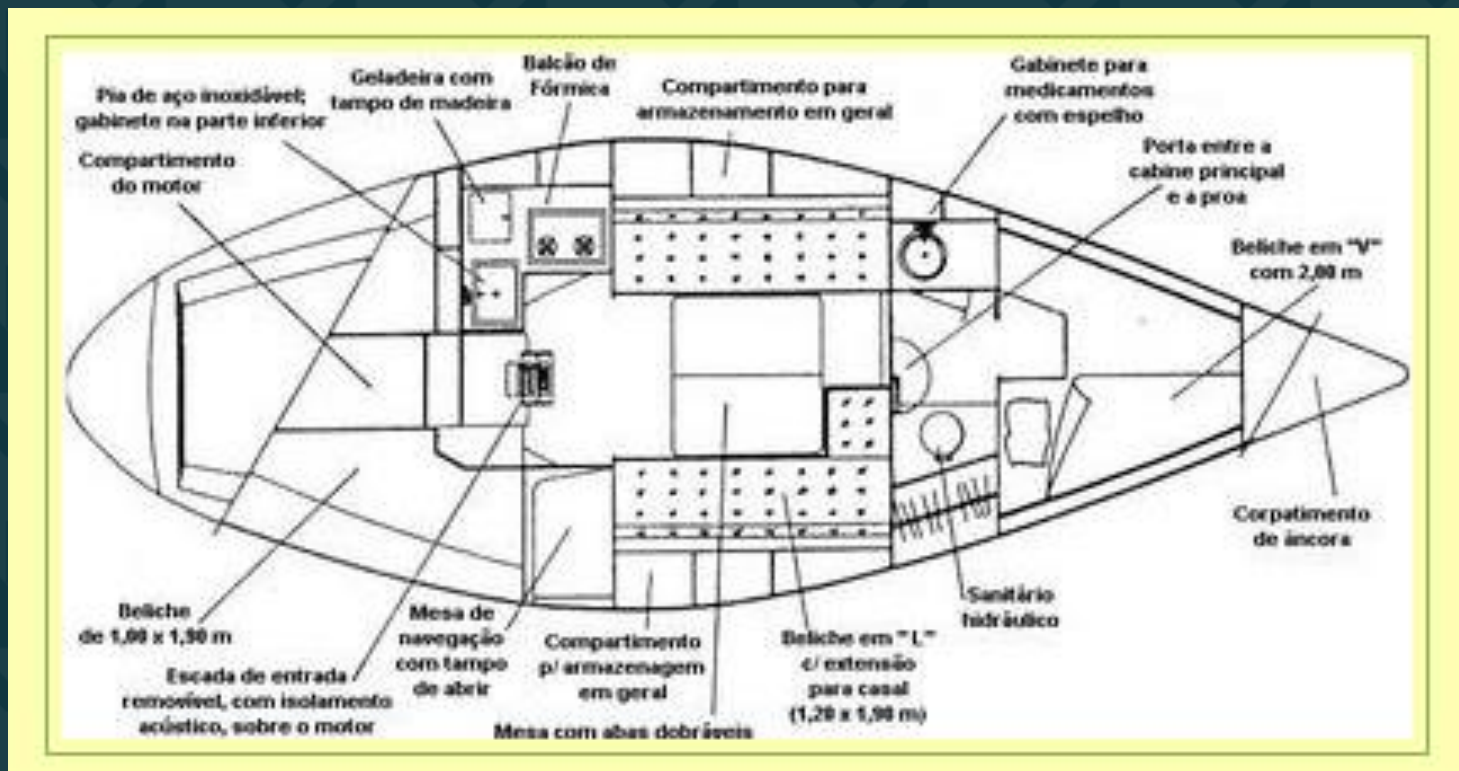 Pia de aço inoxidável;
gabinete na parte inferior
Geladeira com
tampo de madeira
Balcão de
Fórmica
Compartimento para
armazenamento em geral
Gabinete para
medicamentos
com espelho
Compartimento
do motor
Porta entre a
cabine principal
e a proa
Beliche em "V"
com 2,00 m
Corpatimento
de âncora
Beliche
de 1,00 x 1,90 m
Escada de entrada
removível, com isolamento
acústico, sobre o motor
Mesa de
navegação
com tampo
de abrir
Compartimento
p/ armazenagem
em geral
Mesa com abas dobráveis
Beliche em "L"
c/ extensão
para casal
(1,20 x 1,90 m)
Sanitário
hidráulico